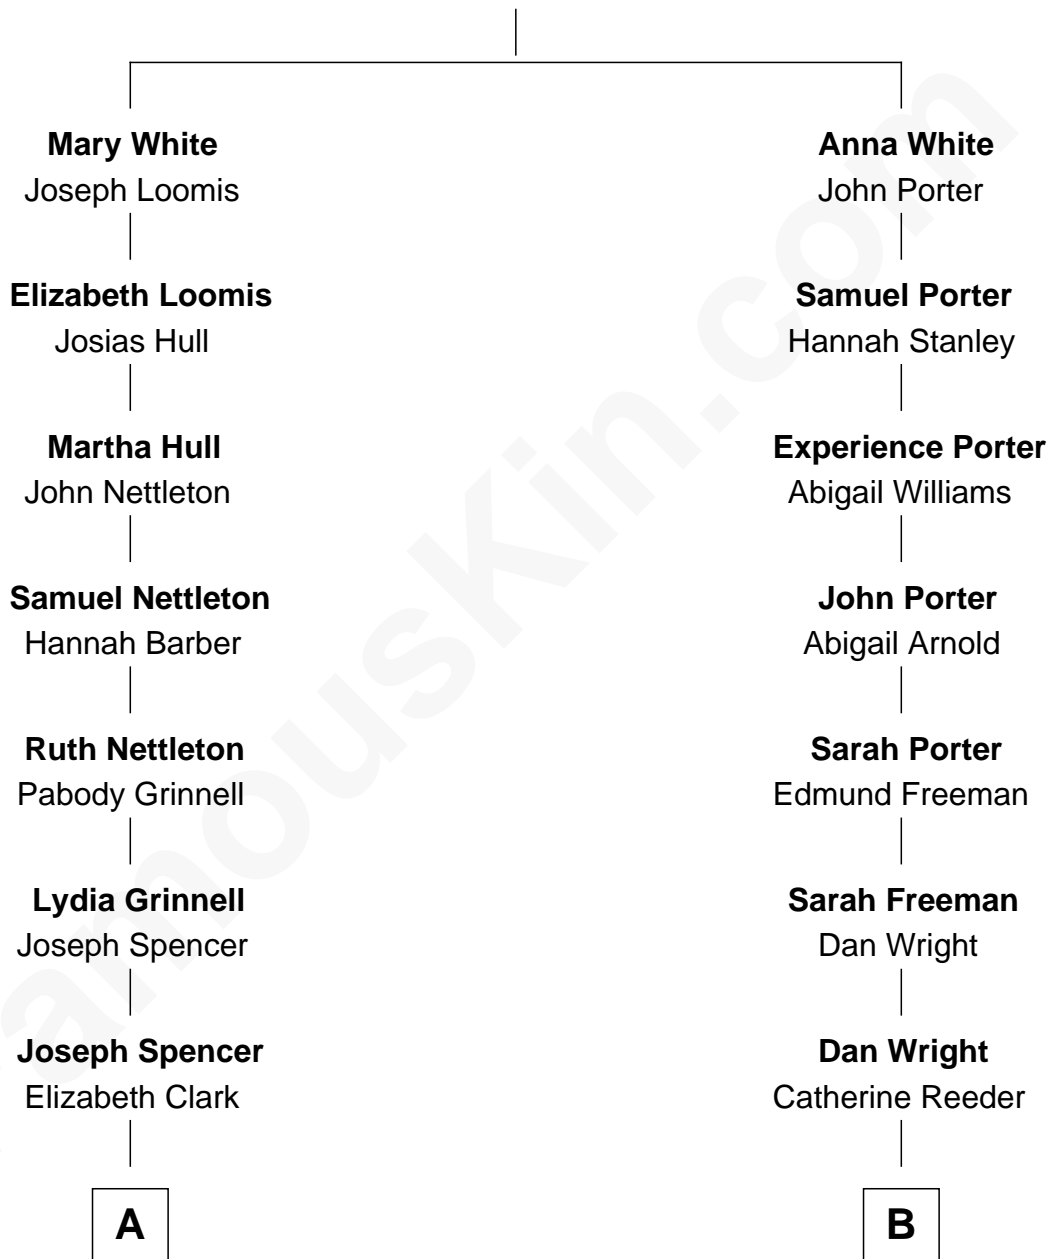 Mary White
Joseph Loomis
Elizabeth Loomis
Josias Hull
Martha Hull
John Nettleton
Samuel Nettleton
Hannah Barber
Ruth Nettleton
Pabody Grinnell
Lydia Grinnell
Joseph Spencer
Joseph Spencer
Elizabeth Clark
A
Anna White
John Porter
Samuel Porter
Hannah Stanley
Experience Porter
Abigail Williams
John Porter
Abigail Arnold
Sarah Porter
Edmund Freeman
Sarah Freeman
Dan Wright
Dan Wright
Catherine Reeder
B
amousKin.com